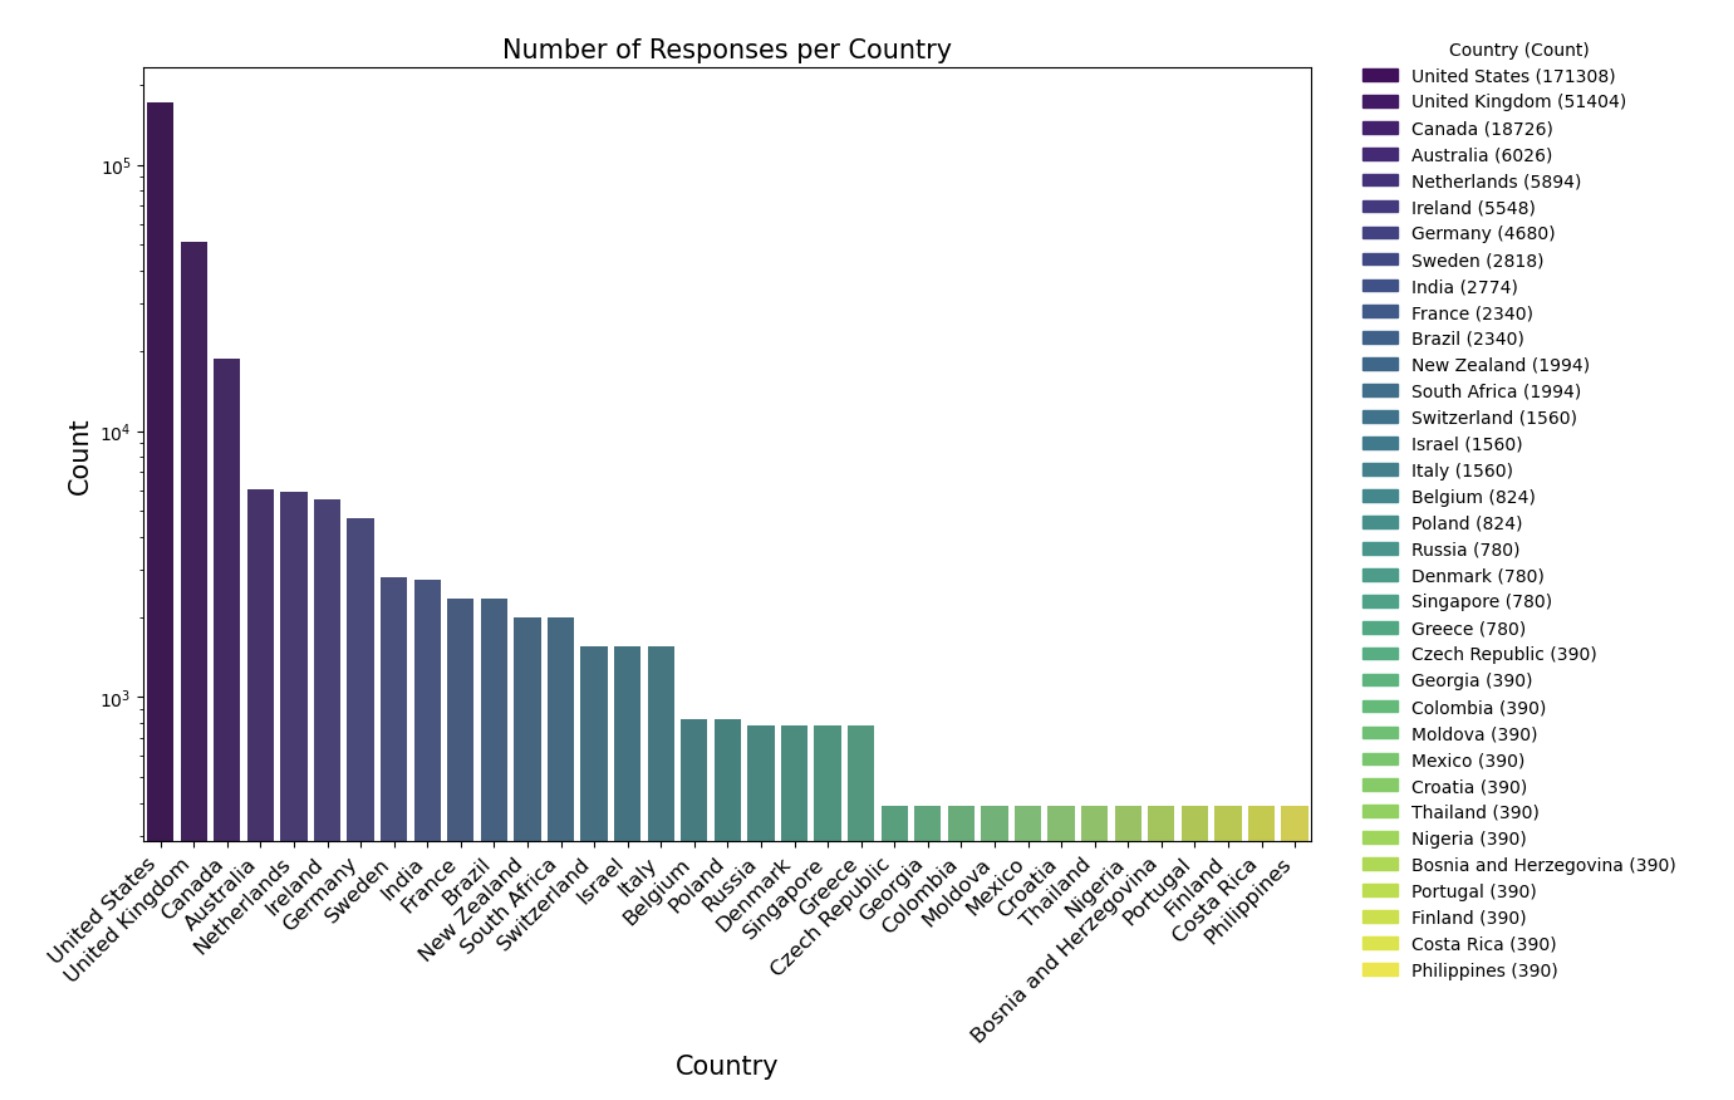 Number of Responses per Country
Count
10^5
10^4
10^3
United States
United Kingdom
Canada
Australia
Netherlands
Ireland
Germany
Sweden
India
France
Brazil
New Zealand
South Africa
Switzerland
Israel
Italy
Belgium
Poland
Russia
Denmark
Singapore
Greece
Czech Republic
Georgia
Colombia
Moldova
Mexico
Croatia
Thailand
Nigeria
Bosnia and Herzegovina
Portugal
Finland
Costa Rica
Philippines
Country
Country (Count)
United States (171308)
United Kingdom (51404)
Canada (18726)
Australia (6026)
Netherlands (5894)
Ireland (5548)
Germany (4680)
Sweden (2818)
India (2774)
France (2340)
Brazil (2340)
New Zealand (1994)
South Africa (1994)
Switzerland (1560)
Israel (1560)
Italy (1560)
Belgium (824)
Poland (824)
Russia (780)
Denmark (780)
Singapore (780)
Greece (780)
Czech Republic (390)
Georgia (390)
Colombia (390)
Moldova (390)
Mexico (390)
Croatia (390)
Thailand (390)
Nigeria (390)
Bosnia and Herzegovina (390)
Portugal (390)
Finland (390)
Costa Rica (390)
Philippines (390)